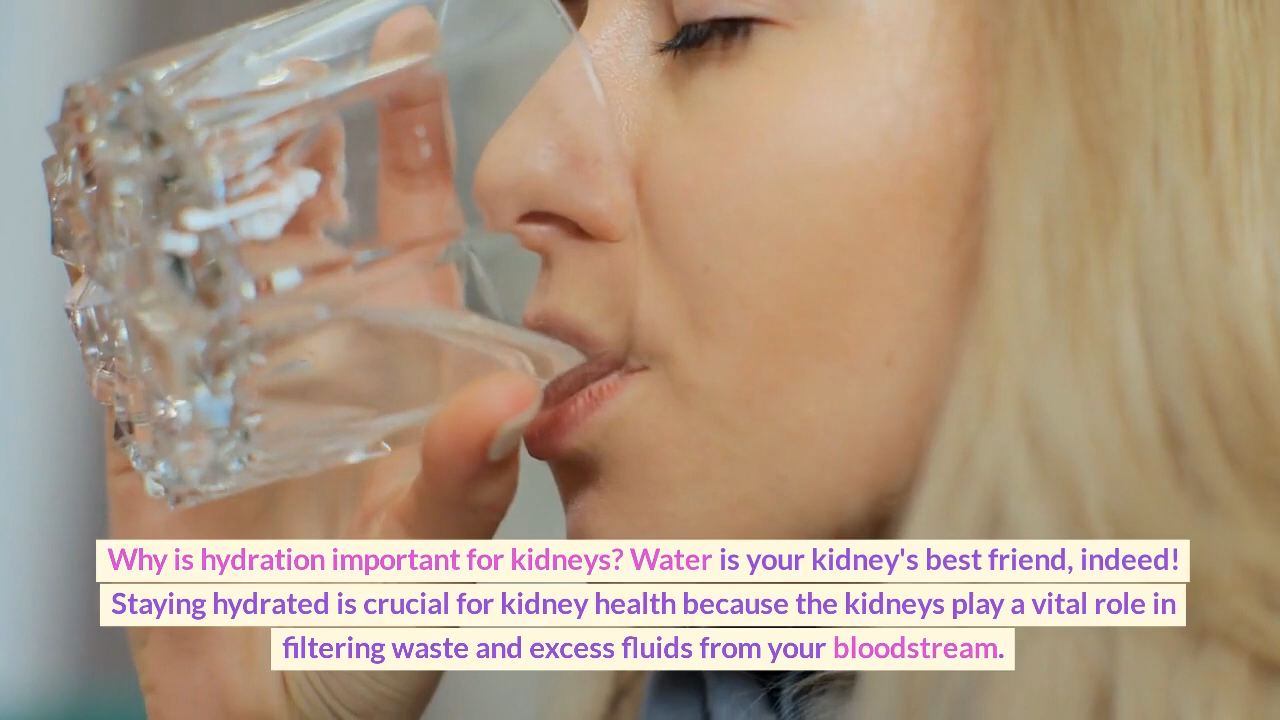 Why is hydration important for kidneys? Water is your kidney's best friend, indeed!
Staying hydrated is crucial for kidney health because the kidneys play a vital role in
filtering waste and excess fluids from your bloodstream.